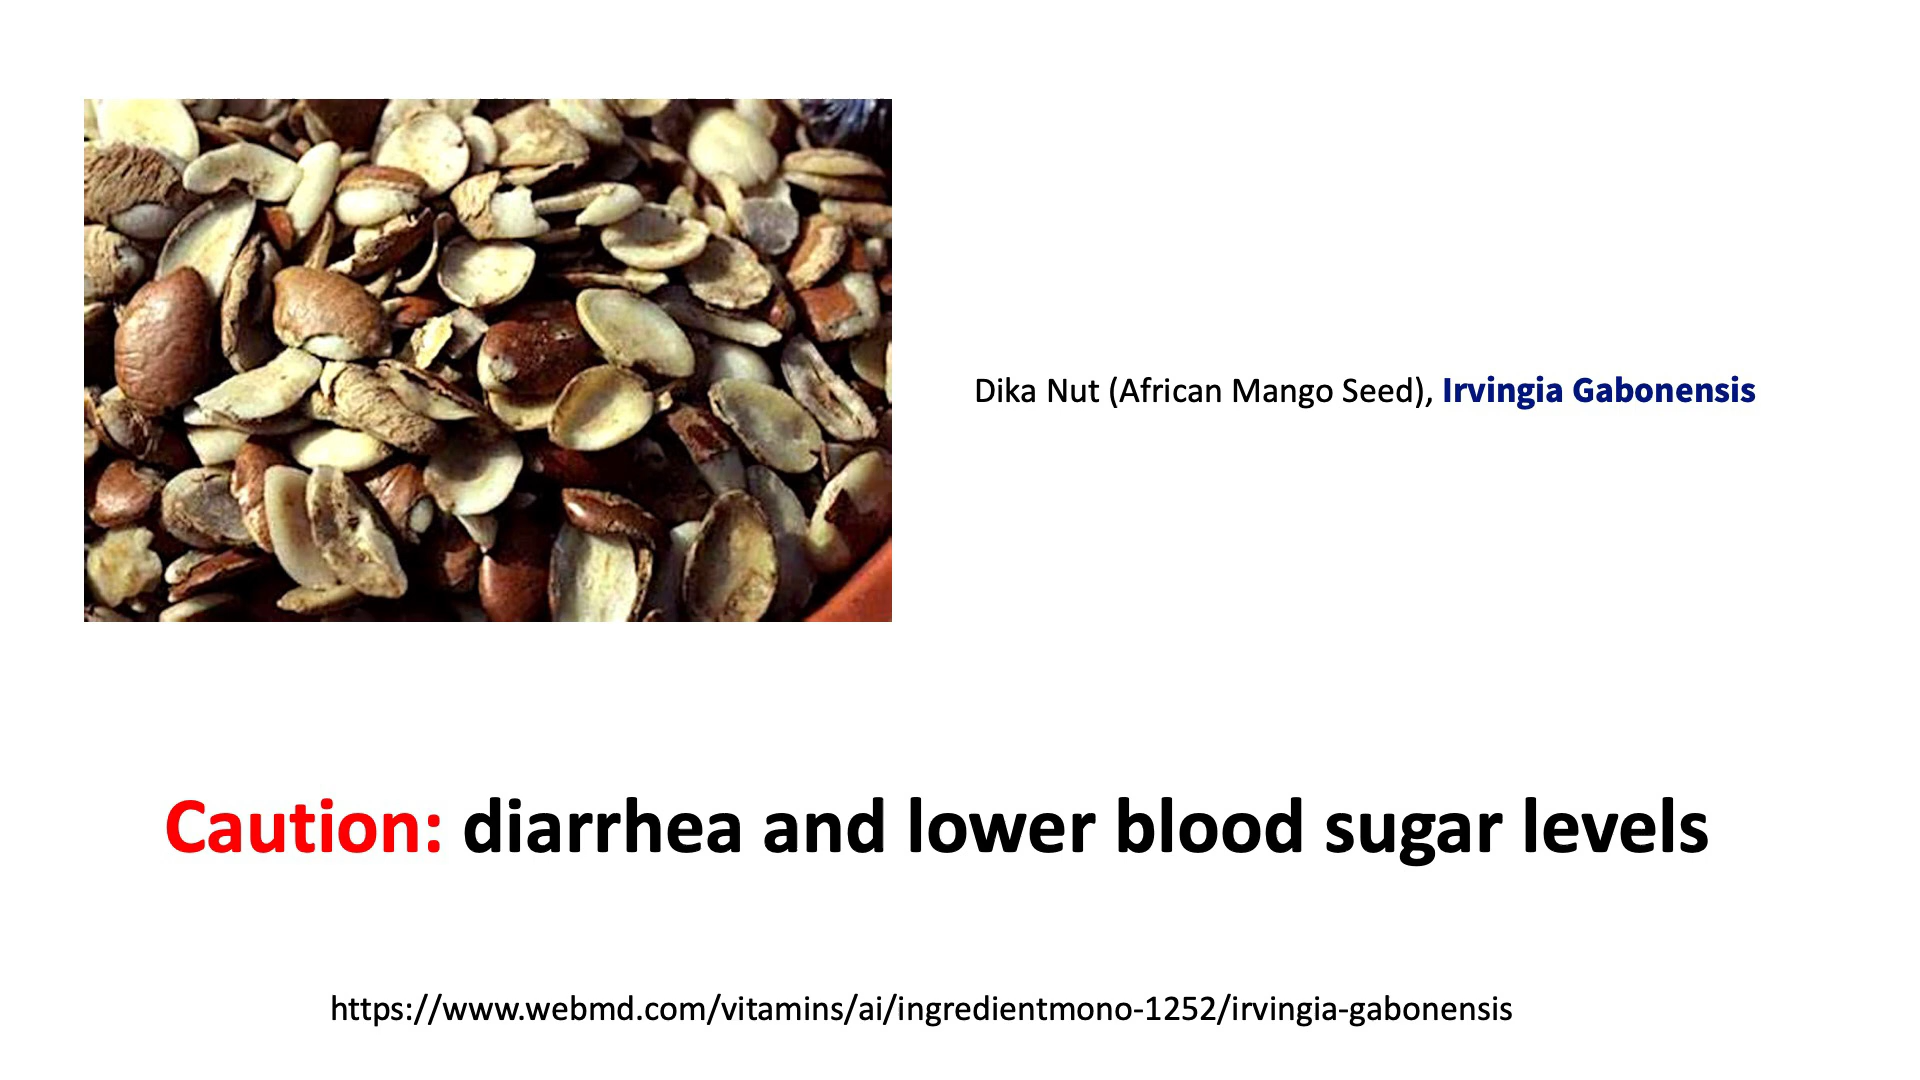 Dika Nut (African Mango Seed), Irvingia Gabonensis
Caution: diarrhea and lower blood sugar levels
https://www.webmd.com/vitamins/ai/ingredientmono-1252/irvingia-gabonensis